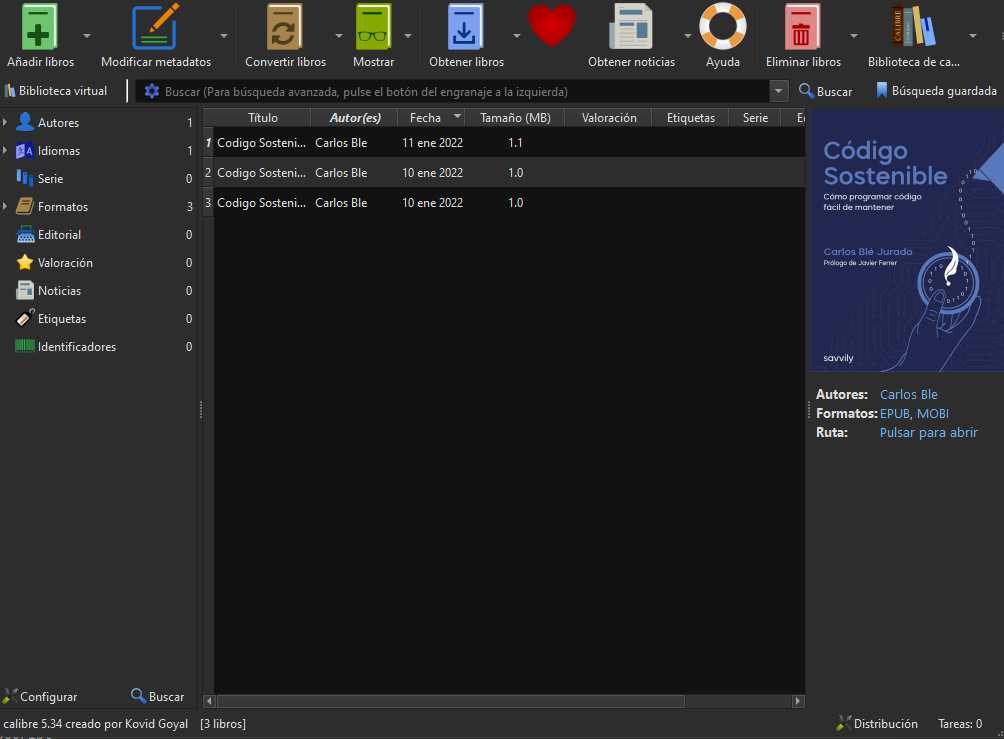 Añadir libros
Modificar metadatos
Convertir libros
Mostrar
Obtener libros
Obtener noticias
Ayuda
Eliminar libros
Biblioteca de ca...
CALIBRE
Biblioteca virtual
Buscar (Para búsqueda avanzada, pulse el botón del engranaje a la izquierda)
Buscar
Búsqueda guardada
Autores 1
Idiomas 1
Serie 0
Formatos 3
Editorial 0
Valoración 0
Noticias 0
Etiquetas 0
Identificadores 0
Título Autor(es) Fecha Tamaño (MB) Valoración Etiquetas Serie
1 Codigo Sosteni... Carlos Ble 11 ene 2022 1.1
2 Codigo Sosteni... Carlos Ble 10 ene 2022 1.0
3 Codigo Sosteni... Carlos Ble 10 ene 2022 1.0
Código
Sostenible
Cómo programar código
fácil de mantener
Carlos Blé Jurado
Prólogo de Javier Ferrer
savvily
Autores: Carlos Ble
Formatos: EPUB, MOBI
Ruta: Pulsar para abrir
Configurar
Buscar
calibre 5.34 creado por Kovid Goyal [3 libros]
Distribución
Tareas: 0